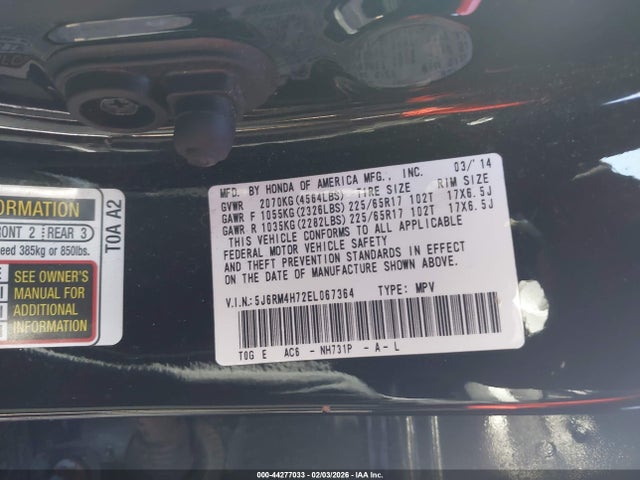 MFD. BY HONDA OF AMERICA MFG., INC. 03/'14
GVWR 2070KG(4564LBS) TIRE SIZE RIM SIZE
GAWR F 1055KG(2326LBS) 225/65R17 102T 17X6.5J
GAWR R 1035KG(2282LBS) 225/65R17 102T 17X6.5J
THIS VEHICLE CONFORMS TO ALL APPLICABLE
FEDERAL MOTOR VEHICLE SAFETY
AND THEFT PREVENTION STANDARDS IN EFFECT
ON THE DATE OF MANUFACTURE SHOWN ABOVE.
V.I.N.: 5J6RM4H72EL067364 TYPE: MPV
T0G E AC6 - NH731P - A - L
ORMATION
RONT 2 REAR 3
eed 385kg or 850lbs.
SEE OWNER'S
MANUAL FOR
ADDITIONAL
INFORMATION
T0A A2
000-44277033 - 02/03/2026 - IAA Inc.